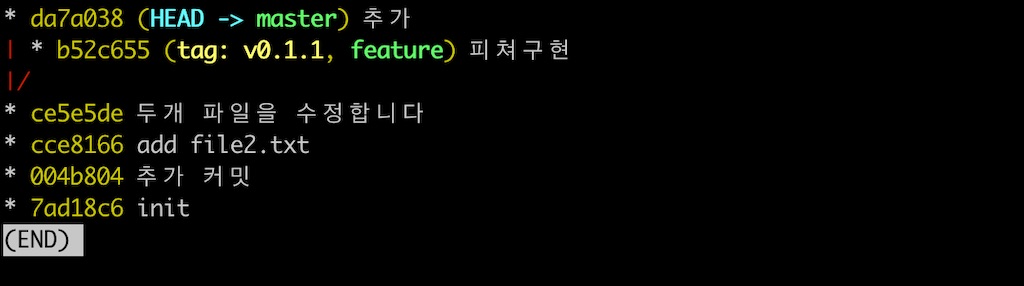 * da7a038 (HEAD -> master) 추가
| * b52c655 (tag: v0.1.1, feature) 피쳐구현
|/
* ce5e5de 두개 파일을 수정합니다
* cce8166 add file2.txt
* 004b804 추가 커밋
* 7ad18c6 init
(END)